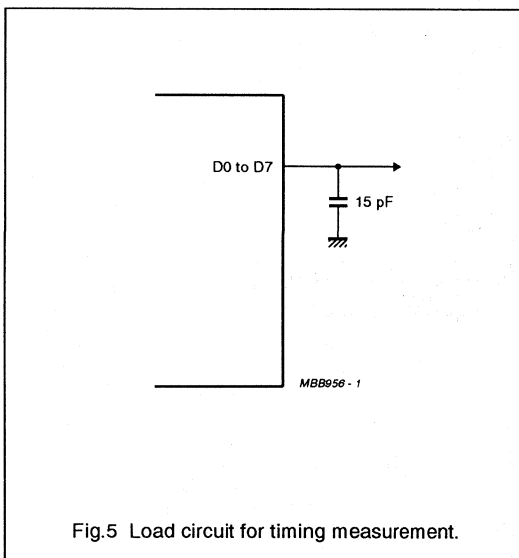 D0 to D7
15 pF
MBB956 - 1
Fig.5 Load circuit for timing measurement.